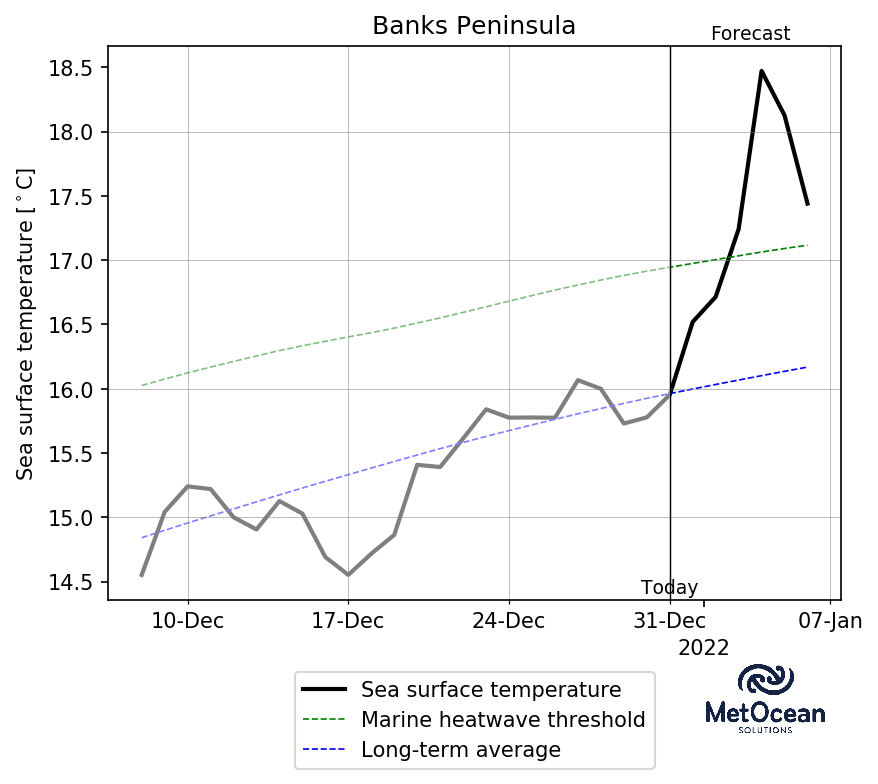 Banks Peninsula
Forecast
Sea surface temperature [°C]
18.5
18.0
17.5
17.0
16.5
16.0
15.5
15.0
14.5
Today
10-Dec 17-Dec 24-Dec 31-Dec 07-Jan
2022
Sea surface temperature
Marine heatwave threshold
Long-term average
MetOcean
SOLUTIONS